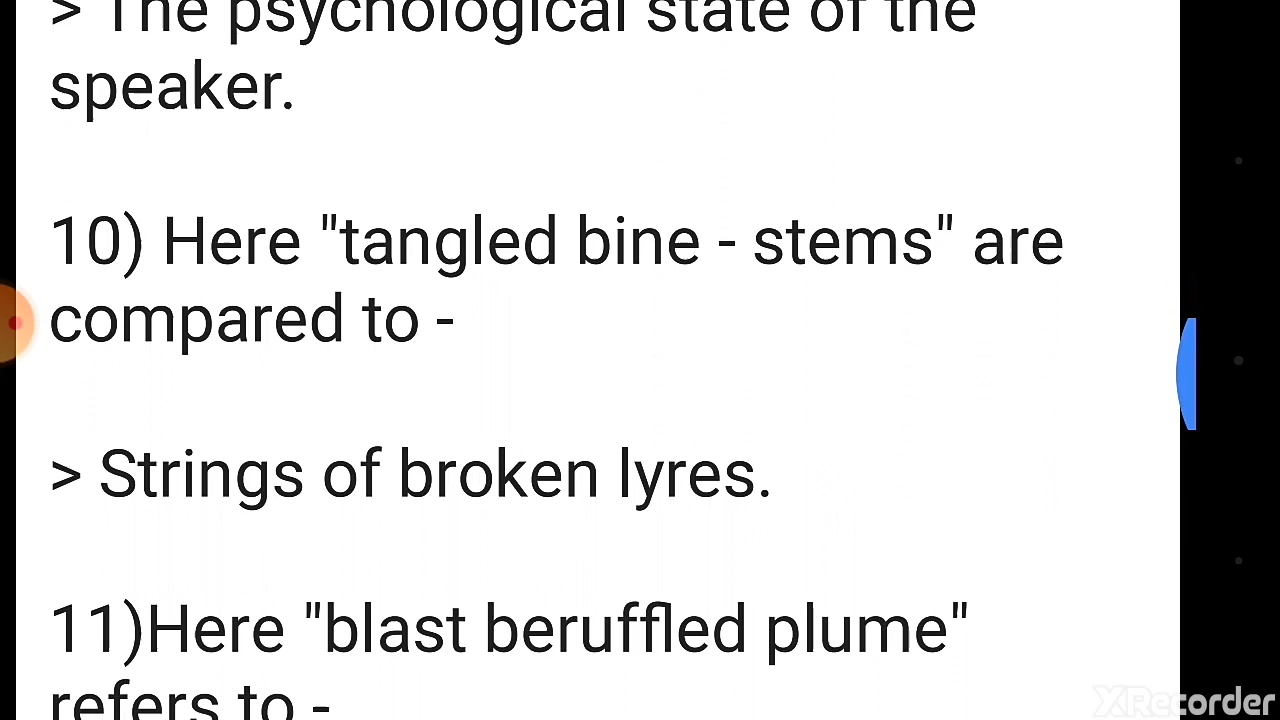 > The psychological state of the
speaker.
10) Here "tangled bine - stems" are
compared to -
> Strings of broken lyres.
11)Here "blast beruffled plume"
refers to -
XRecorder